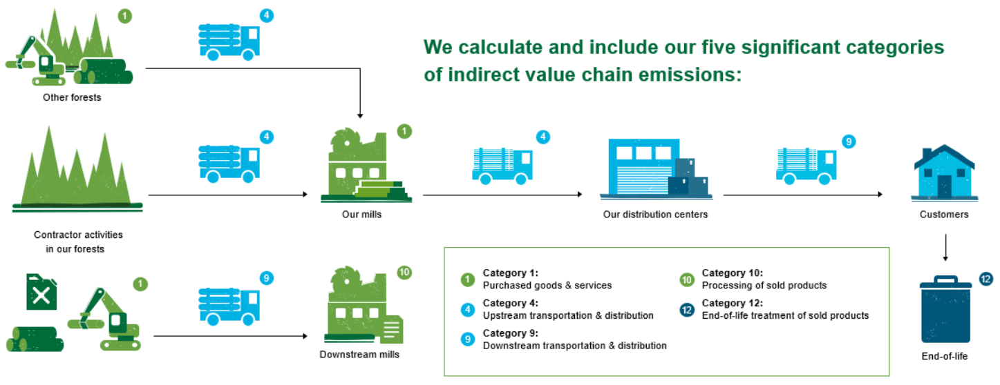 1
4
We calculate and include our five significant categories
of indirect value chain emissions:
Other forests
4
1
4
9
Our mills
Our distribution centers
Customers
Contractor activities
in our forests
1
9
10
Downstream mills
1
Category 1:
Purchased goods & services
4
Category 4:
Upstream transportation & distribution
9
Category 9:
Downstream transportation & distribution
10
Category 10:
Processing of sold products
12
Category 12:
End-of-life treatment of sold products
12
End-of-life